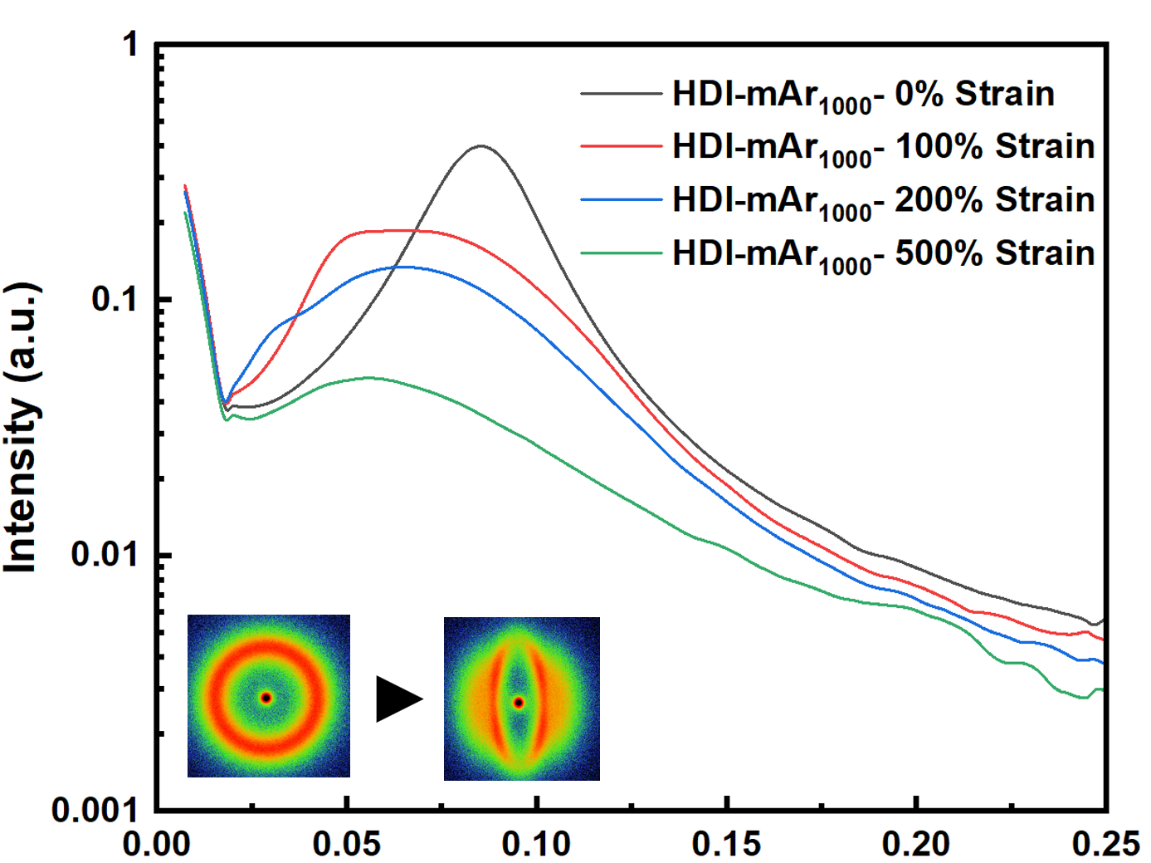 1
HDI-mAr1000- 0% Strain
HDI-mAr1000- 100% Strain
HDI-mAr1000- 200% Strain
HDI-mAr1000- 500% Strain
0.1
Intensity (a.u.)
0.01
0.001
0.00 0.05 0.10 0.15 0.20 0.25